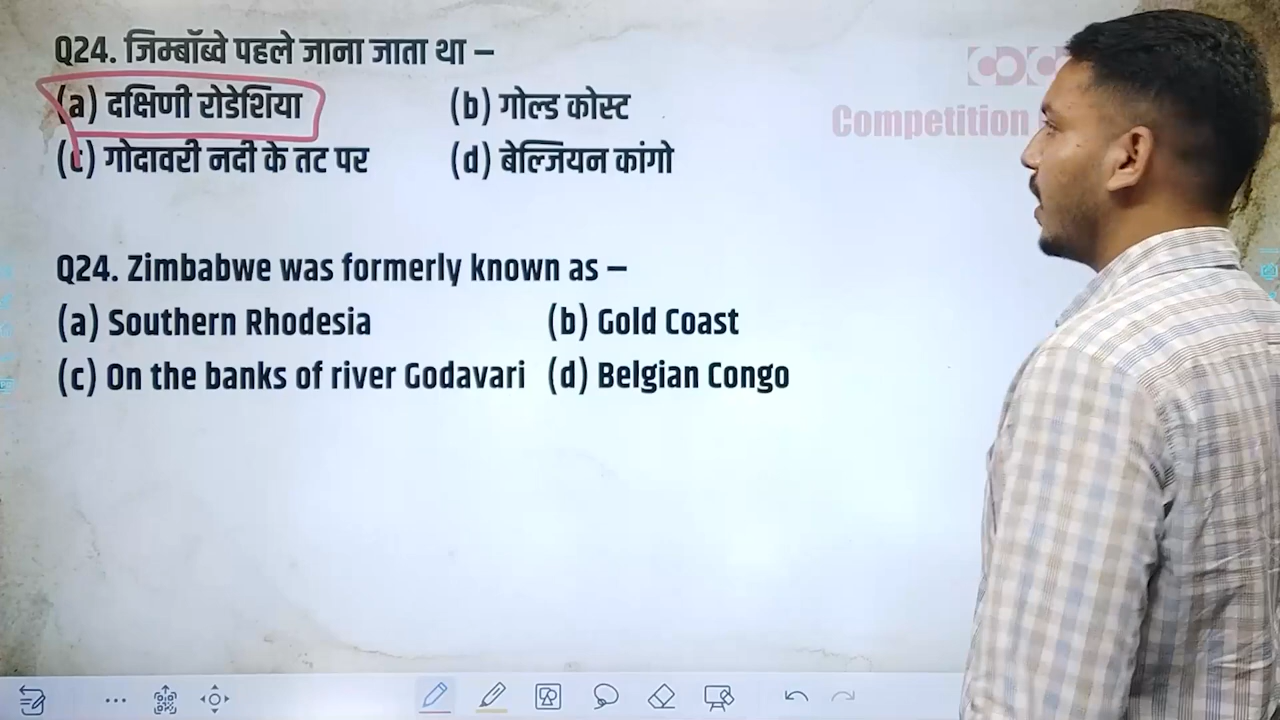 Q24. जिम्बॉब्वे पहले जाना जाता था –
(a) दक्षिणी रोडेशिया (b) गोल्ड कोस्ट
(c) गोदावरी नदी के तट पर (d) बेल्जियन कांगो
Competition
Q24. Zimbabwe was formerly known as –
(a) Southern Rhodesia (b) Gold Coast
(c) On the banks of river Godavari (d) Belgian Congo